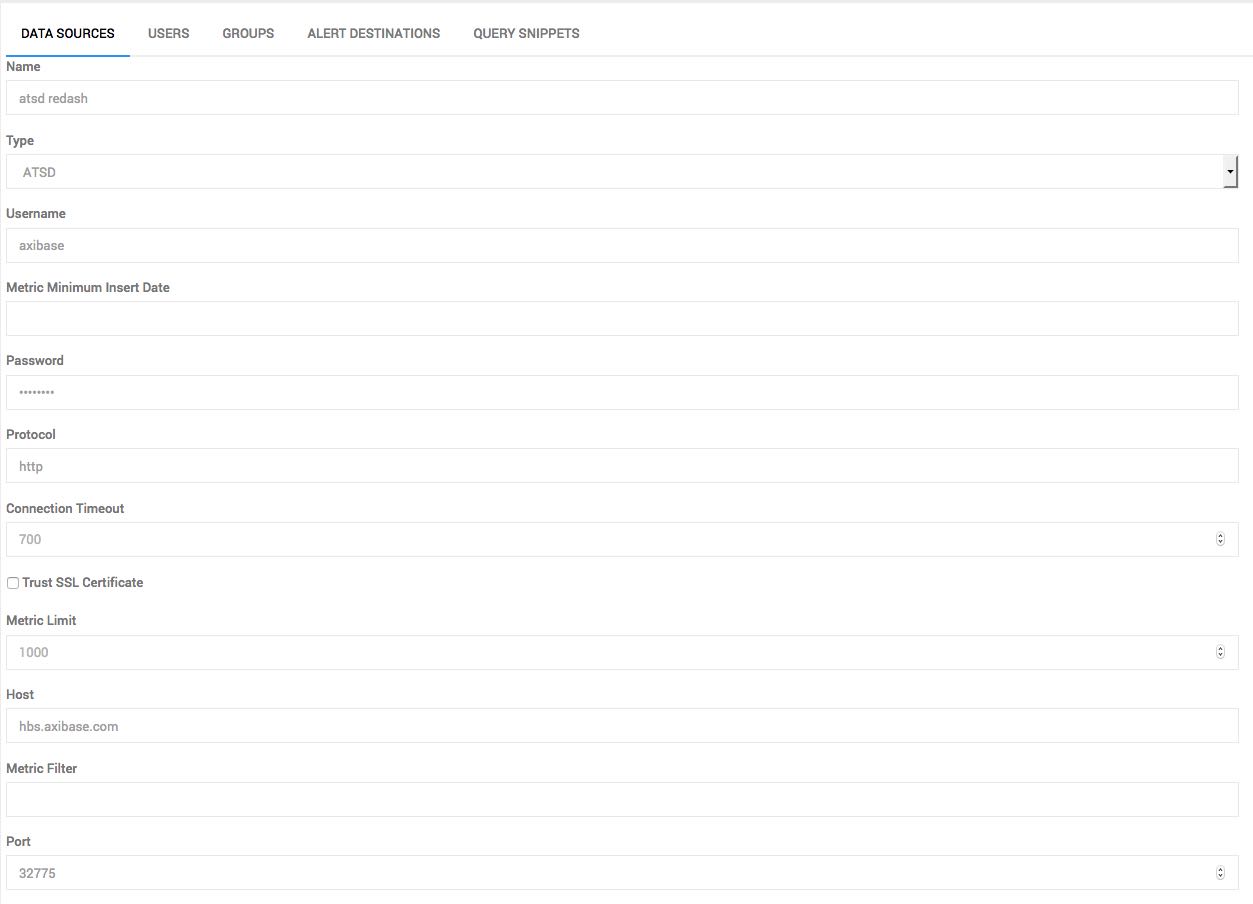 DATA SOURCES USERS GROUPS ALERT DESTINATIONS QUERY SNIPPETS
Name
atsd redash
Type
ATSD
Username
axibase
Metric Minimum Insert Date
Password
••••••••
Protocol
http
Connection Timeout
700
Trust SSL Certificate
Metric Limit
1000
Host
hbs.axibase.com
Metric Filter
Port
32775